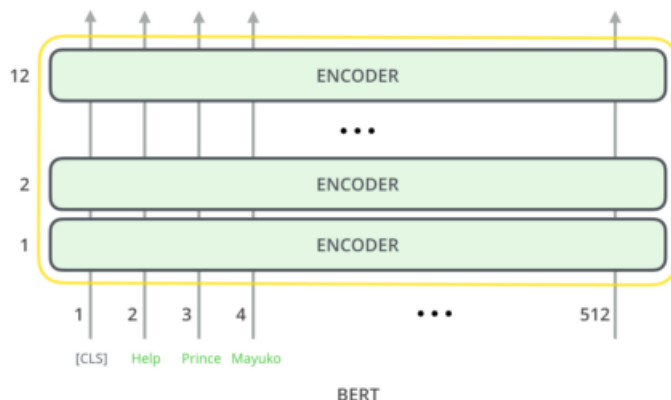 12 ENCODER
...
2 ENCODER
1 ENCODER
1 2 3 4 ... 512
[CLS] Help Prince Mayuko
BERT